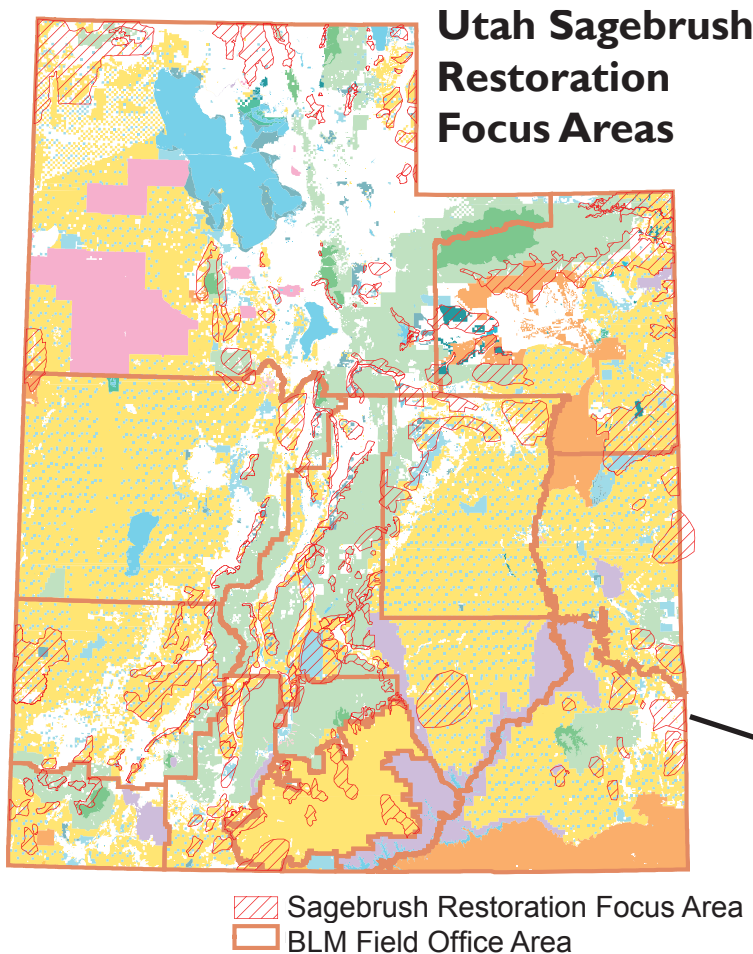 Utah Sagebrush
Restoration
Focus Areas
Sagebrush Restoration Focus Area
BLM Field Office Area